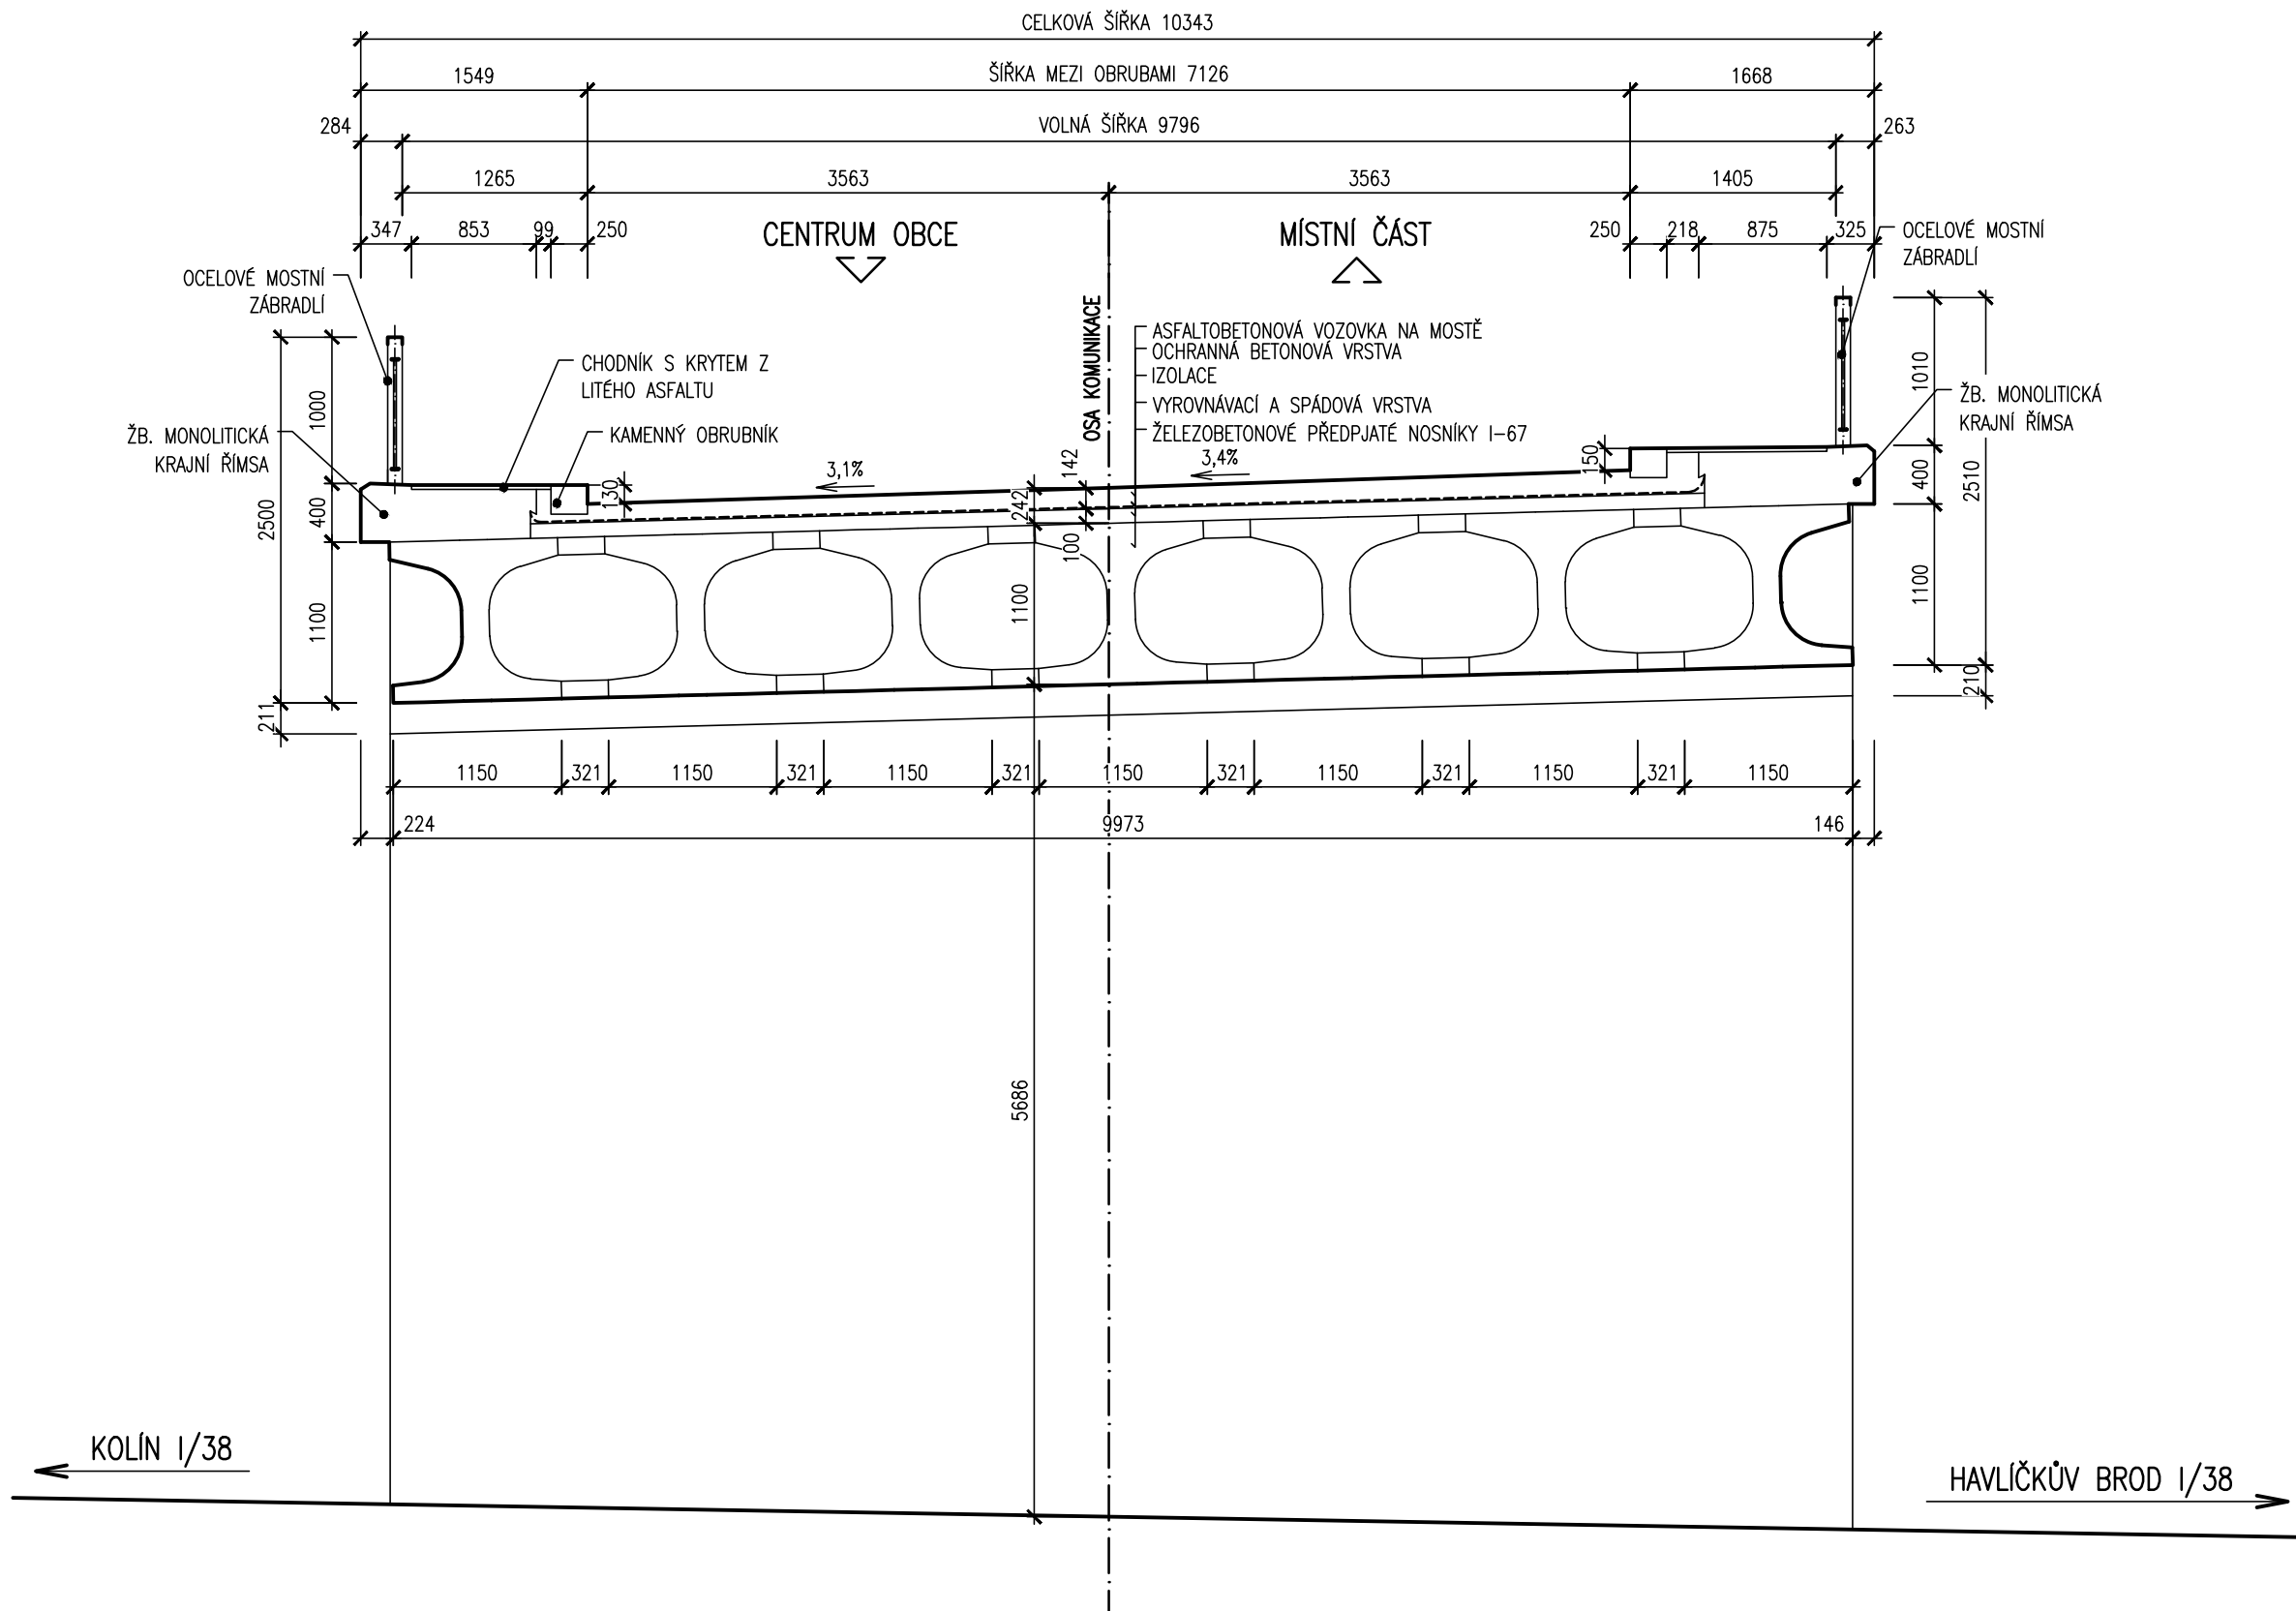 CELKOVÁ ŠÍŘKA 10343
1549
ŠÍŘKA MEZI OBRUBAMI 7126
1668
284
VOLNÁ ŠÍŘKA 9796
263
1265
3563
3563
1405
347
853
99
250
CENTRUM OBCE
MÍSTNÍ ČÁST
250
218
875
325
OCELOVÉ MOSTNÍ
ZÁBRADLÍ
OCELOVÉ MOSTNÍ
ZÁBRADLÍ
OSA KOMUNIKACE
ASFALTOBETONOVÁ VOZOVKA NA MOSTĚ
OCHRANNÁ BETONOVÁ VRSTVA
IZOLACE
VYROVNÁVACÍ A SPÁDOVÁ VRSTVA
ŽELEZOBETONOVÉ PŘEDPJATÉ NOSNÍKY I-67
CHODNÍK S KRYTEM Z
LITÉHO ASFALTU
KAMENNÝ OBRUBNÍK
ŽB. MONOLITICKÁ
KRAJNÍ ŘÍMSA
ŽB. MONOLITICKÁ
KRAJNÍ ŘÍMSA
3,1%
3,4%
130
150
142
242
100
1100
5686
1000
400
1100
2500
211
1010
400
1100
2510
210
1150
321
1150
321
1150
321
1150
321
1150
321
1150
321
1150
224
9973
146
KOLÍN I/38
HAVLÍČKŮV BROD I/38